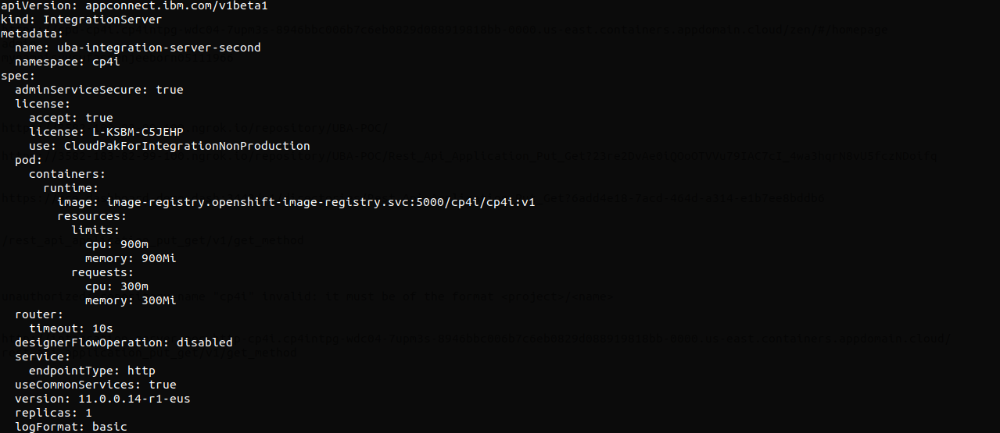 apiVersion: appconnect.ibm.com/v1beta1
kind: IntegrationServer
metadata:
  name: uba-integration-server-second
  namespace: cp4i
spec:
  adminServiceSecure: true
  license:
    accept: true
    license: L-KSBM-C5JEHP
    use: CloudPakForIntegrationNonProduction
  pod:
    containers:
      runtime:
        image: image-registry.openshift-image-registry.svc:5000/cp4i/cp4i:v1
        resources:
          limits:
            cpu: 900m
            memory: 900Mi
          requests:
            cpu: 300m
            memory: 300Mi
  router:
    timeout: 10s
  designerFlowOperation: disabled
  service:
    endpointType: http
  useCommonServices: true
  version: 11.0.0.14-r1-eus
  replicas: 1
  logFormat: basic